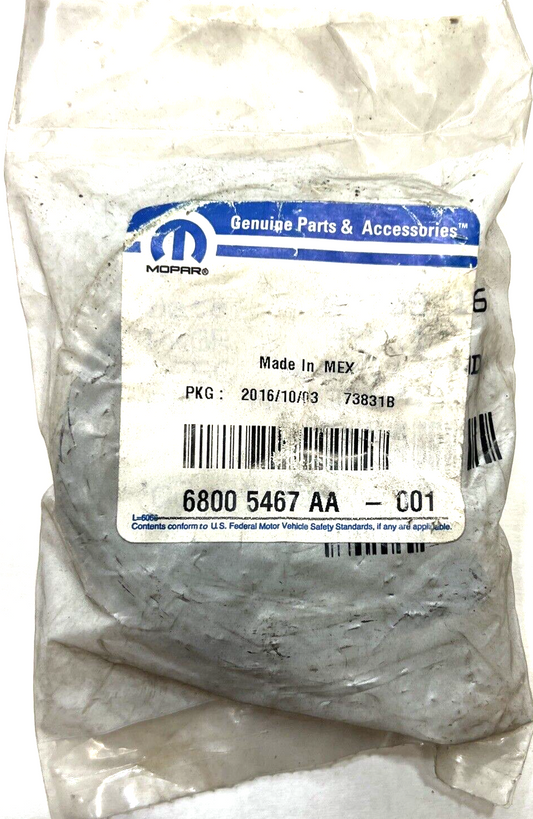 Genuine Parts & Accessories™
MOPAR®
Made In MEX
PKG: 2016/10/03 73831B
6800 5467 AA - 001
Contents conform to U.S. Federal Motor Vehicle Safety Standards, if any are applicable.